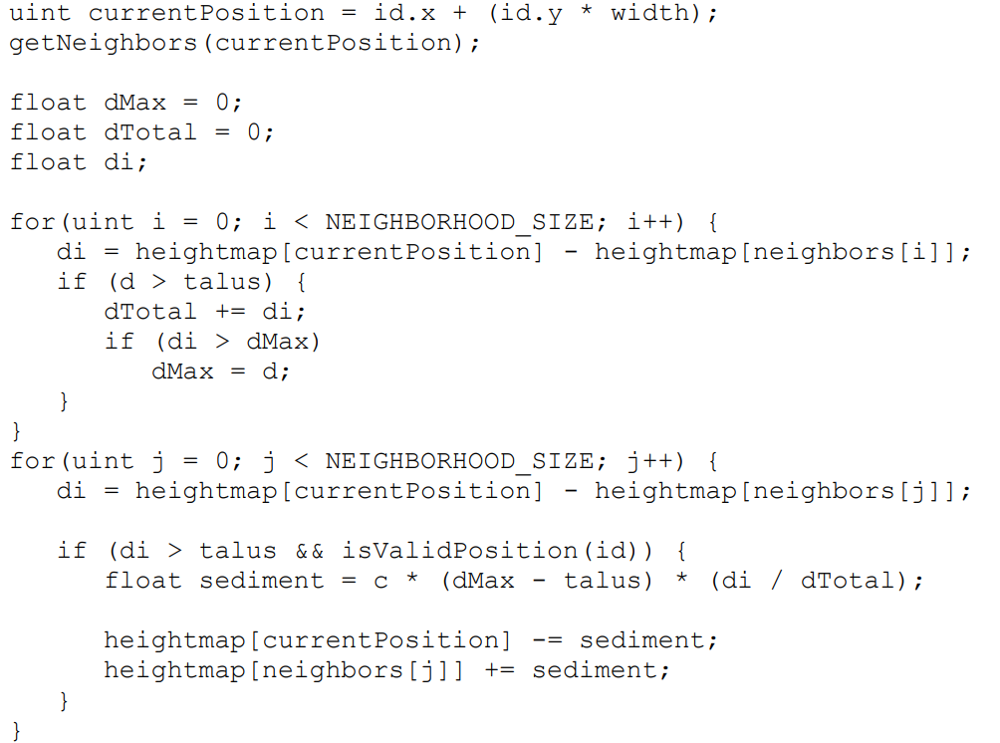 uint currentPosition = id.x + (id.y * width);
getNeighbors(currentPosition);

float dMax = 0;
float dTotal = 0;
float di;

for(uint i = 0; i < NEIGHBORHOOD_SIZE; i++) {
   di = heightmap[currentPosition] - heightmap[neighbors[i]];
   if (d > talus) {
      dTotal += di;
      if (di > dMax)
         dMax = d;
   }
}
for(uint j = 0; j < NEIGHBORHOOD_SIZE; j++) {
   di = heightmap[currentPosition] - heightmap[neighbors[j]];

   if (di > talus && isValidPosition(id)) {
      float sediment = c * (dMax - talus) * (di / dTotal);

      heightmap[currentPosition] -= sediment;
      heightmap[neighbors[j]] += sediment;
   }
}